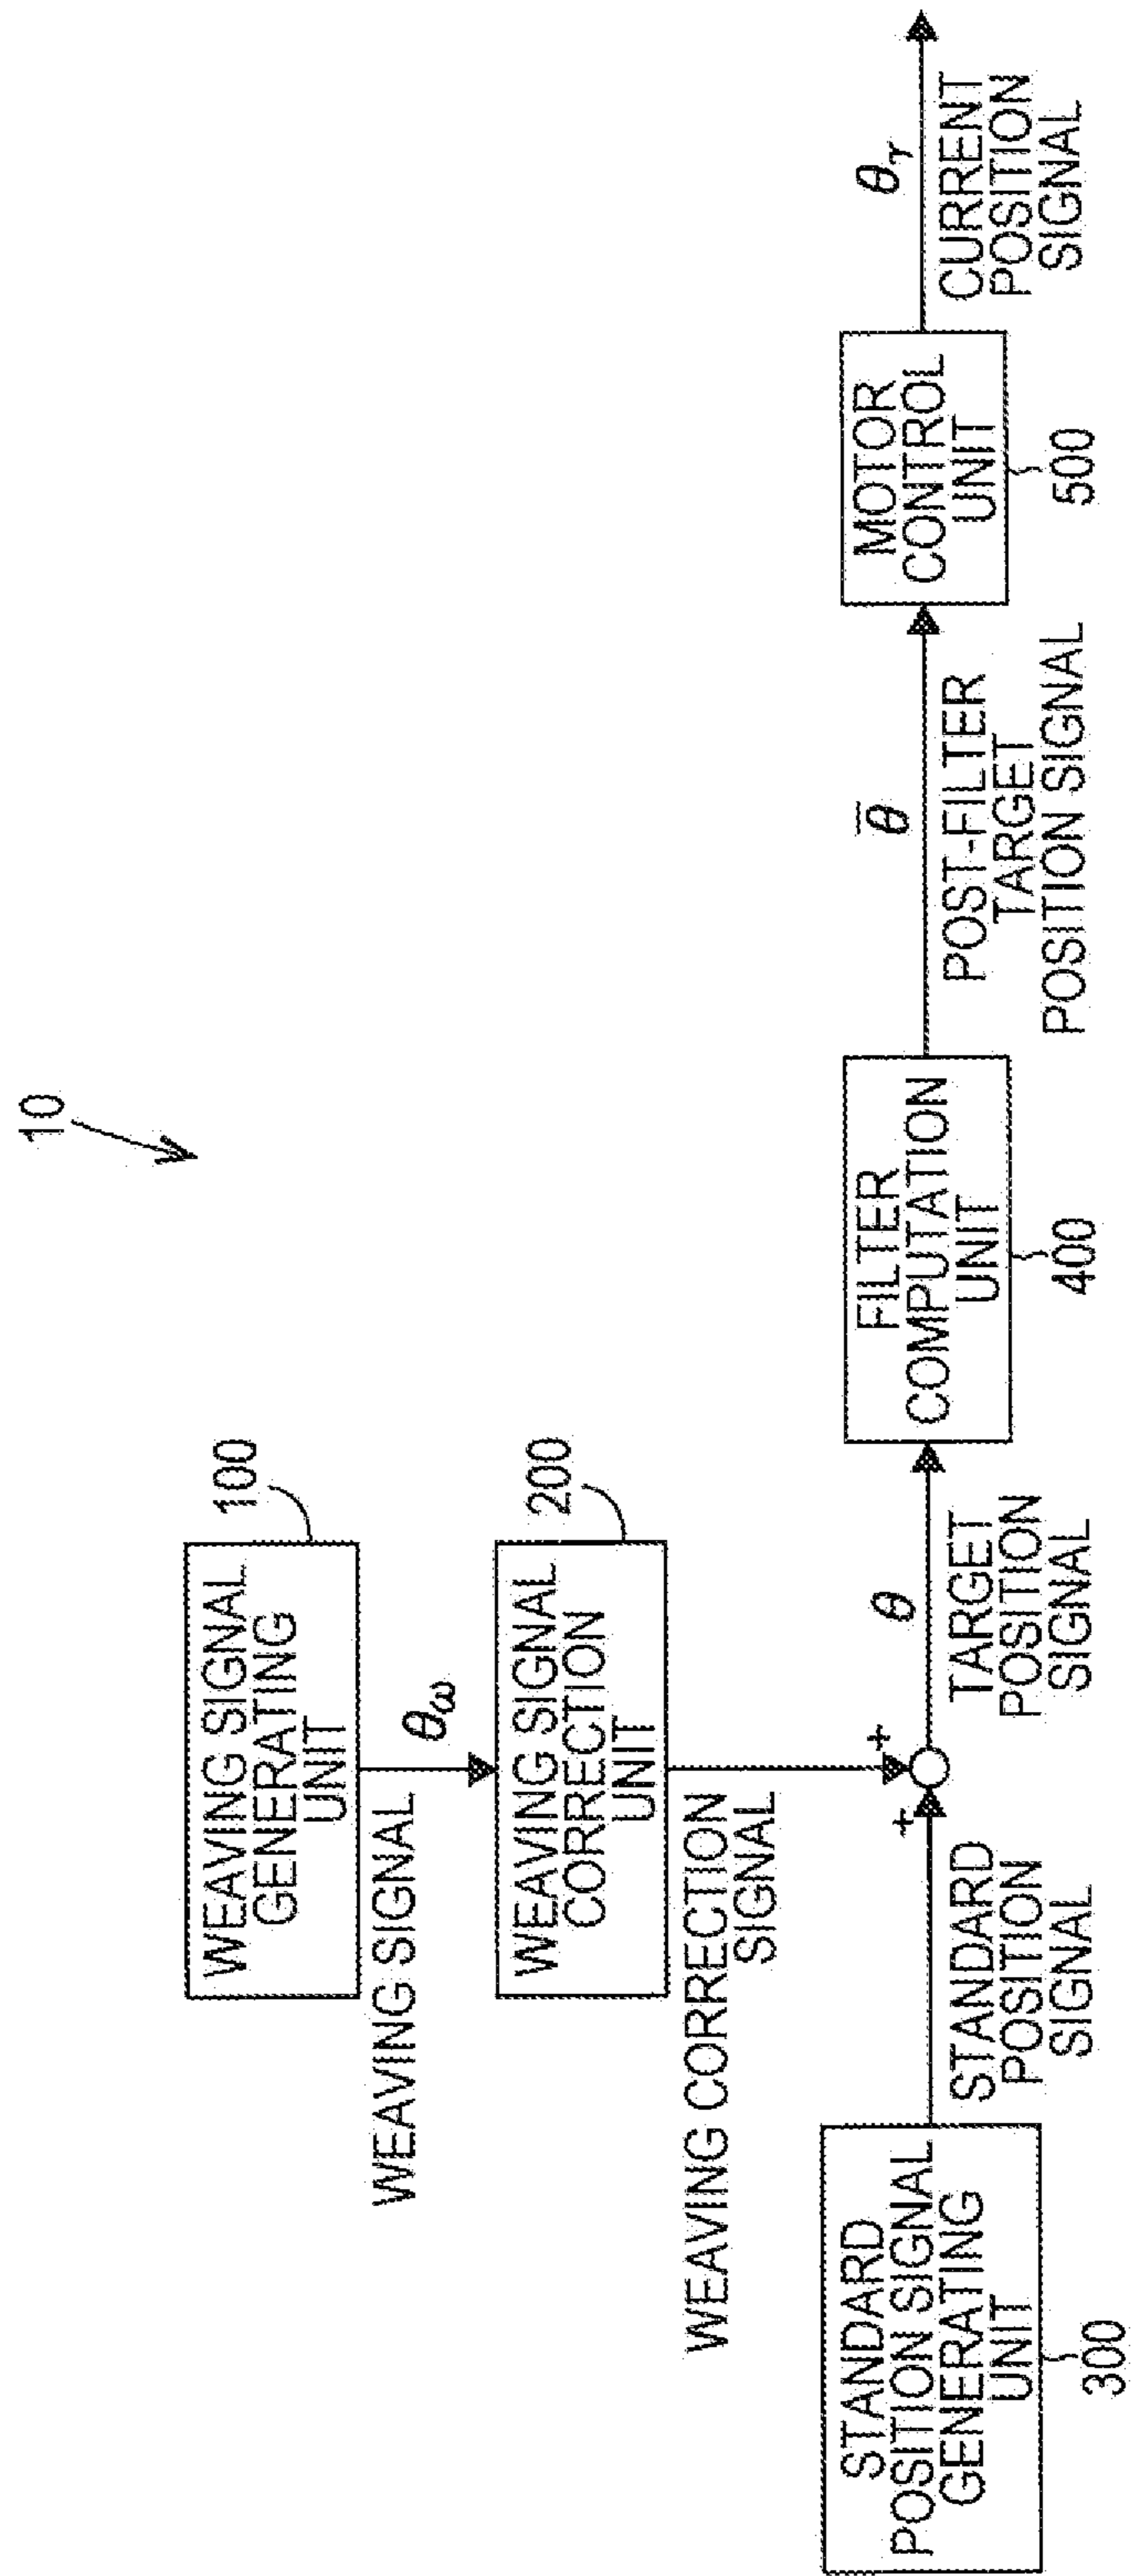 10
WEAVING SIGNAL
GENERATING
UNIT
100
WEAVING SIGNAL
θω
WEAVING SIGNAL
CORRECTION
UNIT
200
WEAVING CORRECTION
SIGNAL
STANDARD
POSITION SIGNAL
GENERATING
UNIT
300
STANDARD
POSITION
SIGNAL
+
+
θ
TARGET
POSITION
SIGNAL
FILTER
COMPUTATION
UNIT
400
θ̅
POST-FILTER
TARGET
POSITION SIGNAL
MOTOR
CONTROL
UNIT
500
θr
CURRENT
POSITION
SIGNAL